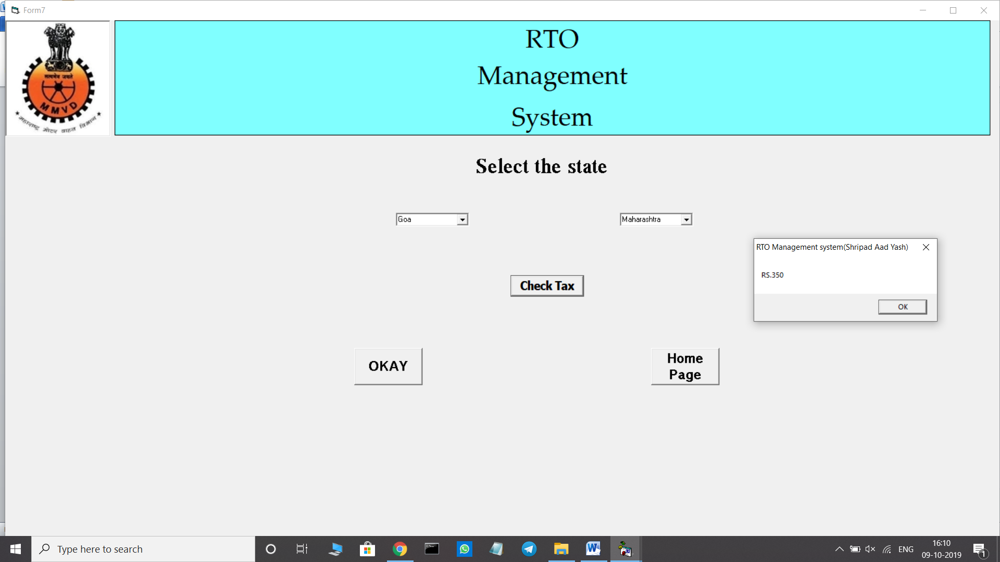 Form7
सत्यमेव जयते
MMVD
महाराष्ट्र मोटर वाहन विभाग
RTO
Management
System
Select the state
Goa
Maharashtra
RTO Management system(Shripad Aad Yash)
RS.350
OK
Check Tax
OKAY
Home
Page
Type here to search
ENG
16:10
09-10-2019
1